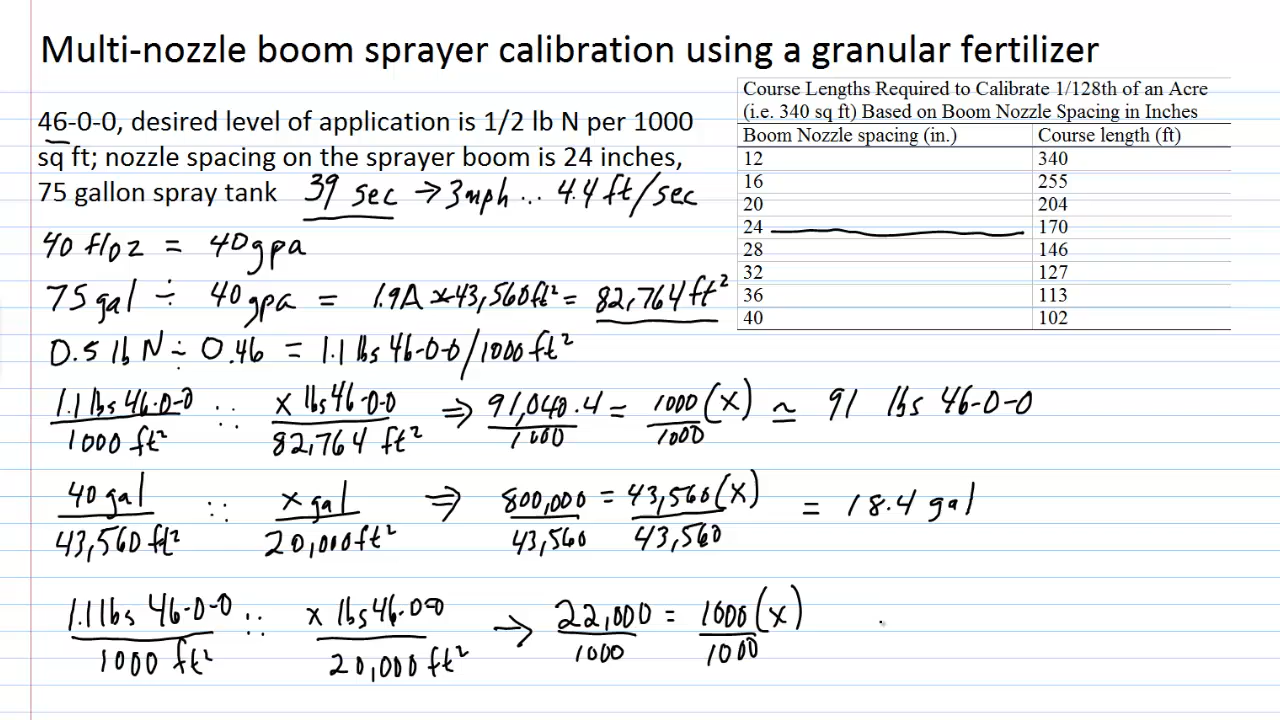 Multi-nozzle boom sprayer calibration using a granular fertilizer
46-0-0, desired level of application is 1/2 lb N per 1000
sq ft; nozzle spacing on the sprayer boom is 24 inches,
75 gallon spray tank 39 sec → 3mph ... 4.4 ft/sec
Course Lengths Required to Calibrate 1/128th of an Acre
(i.e. 340 sq ft) Based on Boom Nozzle Spacing in Inches
Boom Nozzle spacing (in.) Course length (ft)
12 340
16 255
20 204
24 170
28 146
32 127
36 113
40 102
40 floz = 40gpa
75 gal ÷ 40gpa = 1.9A x 43,560ft² = 82,764 ft²
0.5 lb N ÷ 0.46 = 1.1 lbs 46-0-0/1000 ft²
1.1 lbs 46-0-0 / 1000 ft² :: x lbs 46-0-0 / 82,764 ft² ⇒ 91,040.4 / 1000 = 1000(x) / 1000 ≃ 91 lbs 46-0-0
40 gal / 43,560 ft² :: x gal / 20,000 ft² ⇒ 800,000 / 43,560 = 43,560(x) / 43,560 = 18.4 gal
1.1 lbs 46-0-0 / 1000 ft² :: x lbs 46-0-0 / 20,000 ft² → 22,000 / 1000 = 1000(x) / 1000